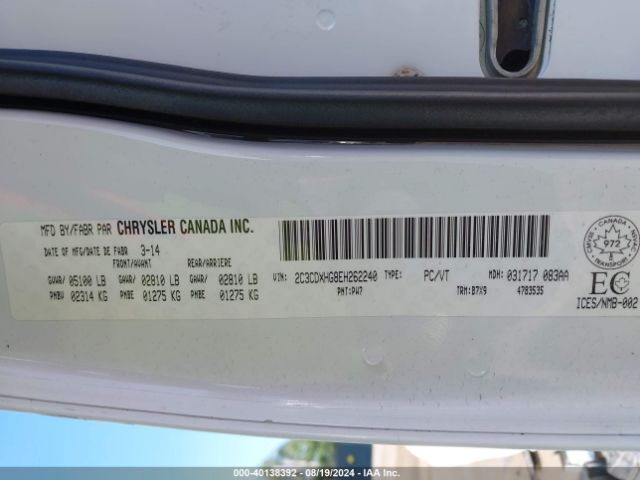 MFD BY/FABR PAR CHRYSLER CANADA INC.
DATE OF MFG/DATE DE FABR 3-14
FRONT/AVANT REAR/ARRIERE
GVWR/ 05100 LB GAWR/ 02810 LB GAWR/ 02810 LB
PNBV 02314 KG PNBE 01275 KG PNBE 01275 KG
VIN: 2C3CDXHG8EH262240 TYPE: PC/VT MDH: 031717 083AA
PNT: PW7 TRM: B7X9 4783535
CANADA
972
TRANSPORT
EC
ICES/NMB-002
000-40138392 - 08/19/2024 - IAA Inc.